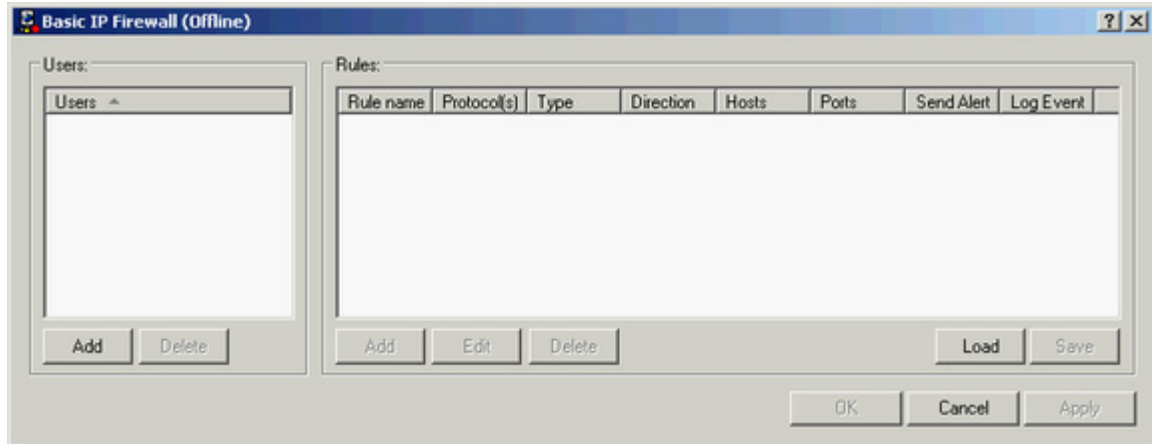 Basic IP Firewall (Offline)
Users: Rules:
Users Rule name Protocol(s) Type Direction Hosts Ports Send Alert Log Event
Add Delete Add Edit Delete Load Save
OK Cancel Apply